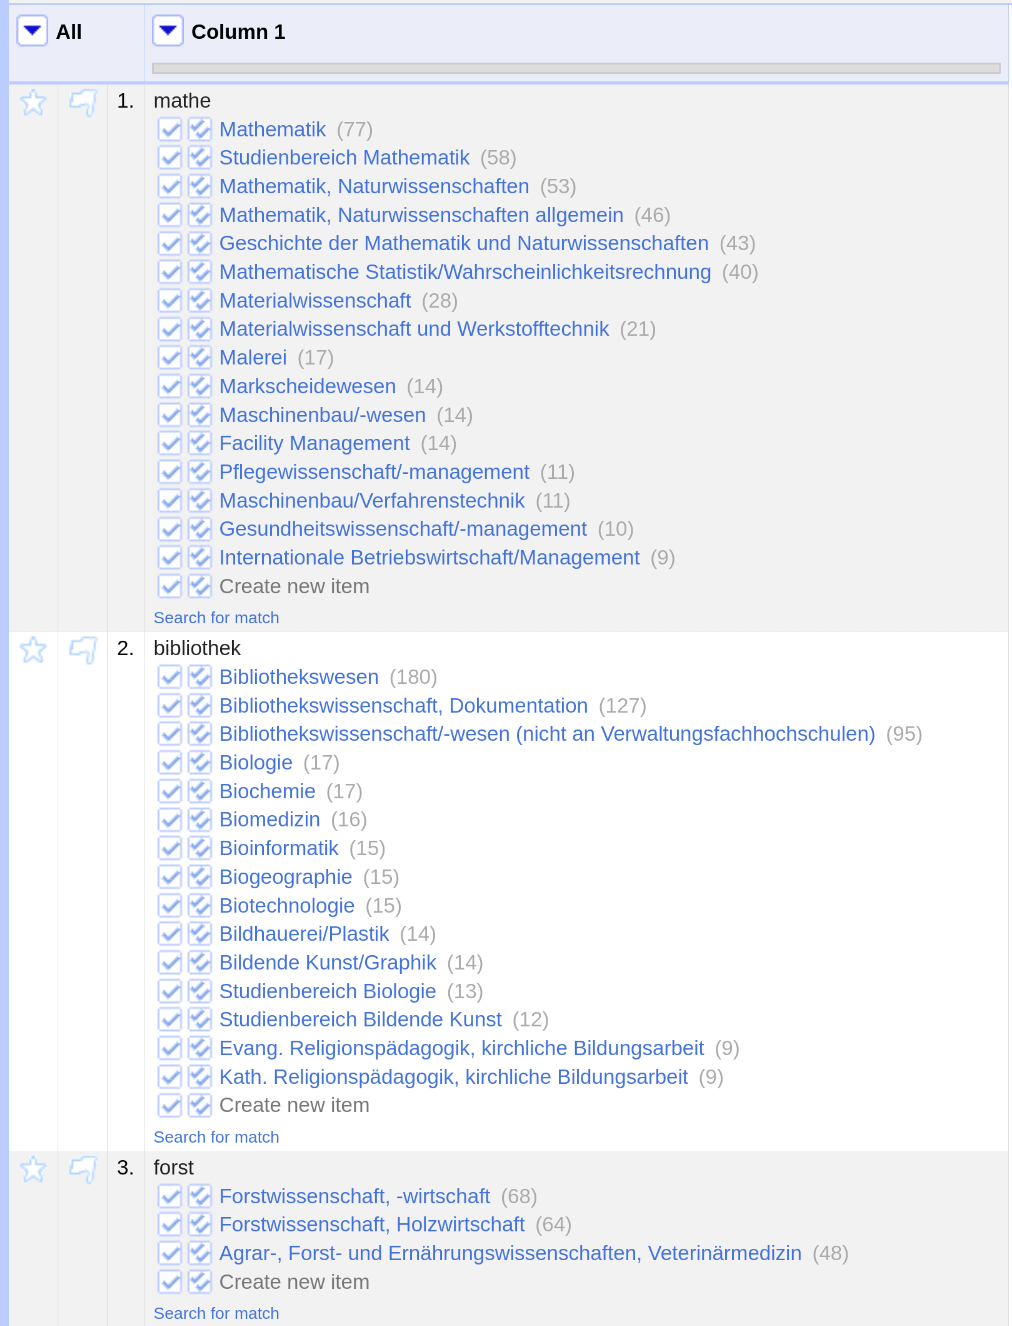 All Column 1
1. mathe
Mathematik (77)
Studienbereich Mathematik (58)
Mathematik, Naturwissenschaften (53)
Mathematik, Naturwissenschaften allgemein (46)
Geschichte der Mathematik und Naturwissenschaften (43)
Mathematische Statistik/Wahrscheinlichkeitsrechnung (40)
Materialwissenschaft (28)
Materialwissenschaft und Werkstofftechnik (21)
Malerei (17)
Markscheidewesen (14)
Maschinenbau/-wesen (14)
Facility Management (14)
Pflegewissenschaft/-management (11)
Maschinenbau/Verfahrenstechnik (11)
Gesundheitswissenschaft/-management (10)
Internationale Betriebswirtschaft/Management (9)
Create new item
Search for match
2. bibliothek
Bibliothekswesen (180)
Bibliothekswissenschaft, Dokumentation (127)
Bibliothekswissenschaft/-wesen (nicht an Verwaltungsfachhochschulen) (95)
Biologie (17)
Biochemie (17)
Biomedizin (16)
Bioinformatik (15)
Biogeographie (15)
Biotechnologie (15)
Bildhauerei/Plastik (14)
Bildende Kunst/Graphik (14)
Studienbereich Biologie (13)
Studienbereich Bildende Kunst (12)
Evang. Religionspädagogik, kirchliche Bildungsarbeit (9)
Kath. Religionspädagogik, kirchliche Bildungsarbeit (9)
Create new item
Search for match
3. forst
Forstwissenschaft, -wirtschaft (68)
Forstwissenschaft, Holzwirtschaft (64)
Agrar-, Forst- und Ernährungswissenschaften, Veterinärmedizin (48)
Create new item
Search for match